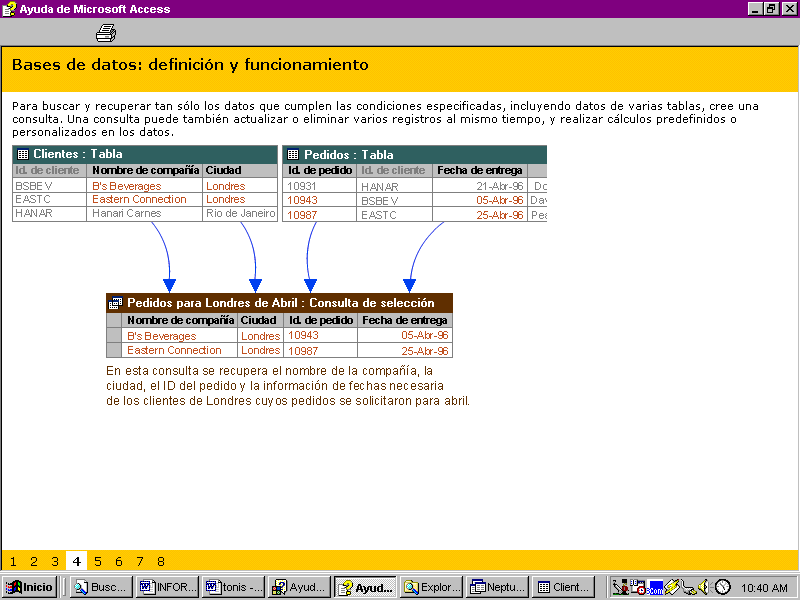 Ayuda de Microsoft Access
Bases de datos: definición y funcionamiento
Para buscar y recuperar tan sólo los datos que cumplen las condiciones especificadas, incluyendo datos de varias tablas, cree una
consulta. Una consulta puede también actualizar o eliminar varios registros al mismo tiempo, y realizar cálculos predefinidos o
personalizados en los datos.
Clientes : Tabla
Id. de cliente Nombre de compañía Ciudad
BSBEV B's Beverages Londres
EASTC Eastern Connection Londres
HANAR Hanari Carnes Rio de Janeiro
Pedidos : Tabla
Id. de pedido Id. de cliente Fecha de entrega
10931 HANAR 21-Abr-96 Do
10943 BSBEV 05-Abr-96 Dav
10987 EASTC 25-Abr-96 Pea
Pedidos para Londres de Abril : Consulta de selección
Nombre de compañía Ciudad Id. de pedido Fecha de entrega
B's Beverages Londres 10943 05-Abr-96
Eastern Connection Londres 10987 25-Abr-96
En esta consulta se recupera el nombre de la compañía, la
ciudad, el ID del pedido y la información de fechas necesaria
de los clientes de Londres cuyos pedidos se solicitaron para abril.
1 2 3 4 5 6 7 8
Inicio Busc... INFOR... tonis -... Ayud... Ayud... Explor... Neptu... Client... 10:40 AM